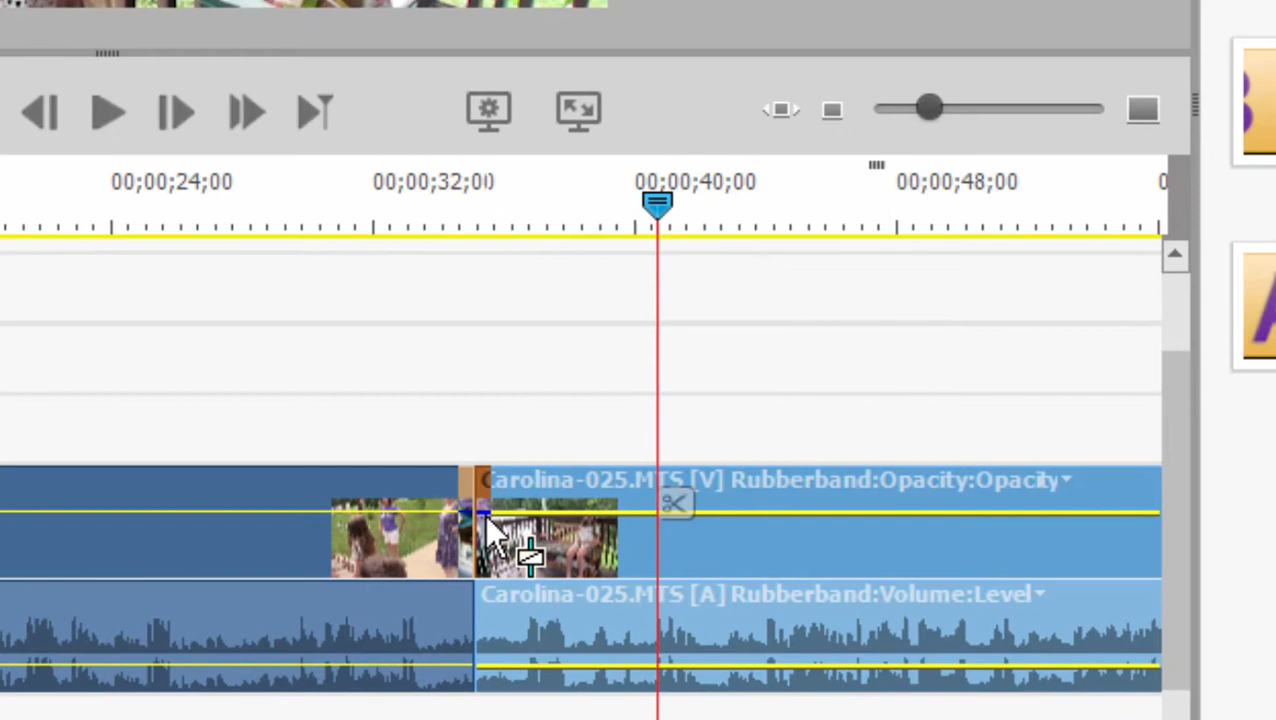 00;00;24;00 00;00;32;00 00;00;40;00 00;00;48;00 0
Carolina-025.MTS [V] Rubberband:Opacity:Opacity
Carolina-025.MTS [A] Rubberband:Volume:Level